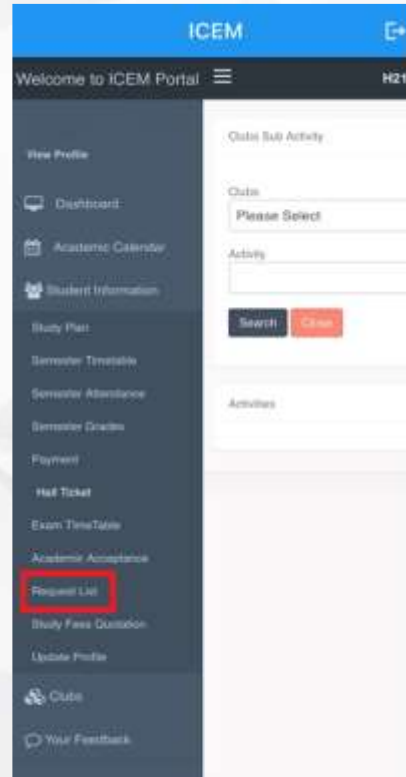 ICEM
Welcome to ICEM Portal
H21
View Profile
Dashboard
Academic Calendar
Student Information
Study Plan
Semester Timetable
Semester Attendance
Semester Grades
Payment
Hall Ticket
Exam TimeTable
Academic Acceptance
Request List
Study Fees Quotation
Update Profile
Clubs
Your Feedback
Clubs Sub Activity
Clubs
Please Select
Activity
Search
Close
Activities